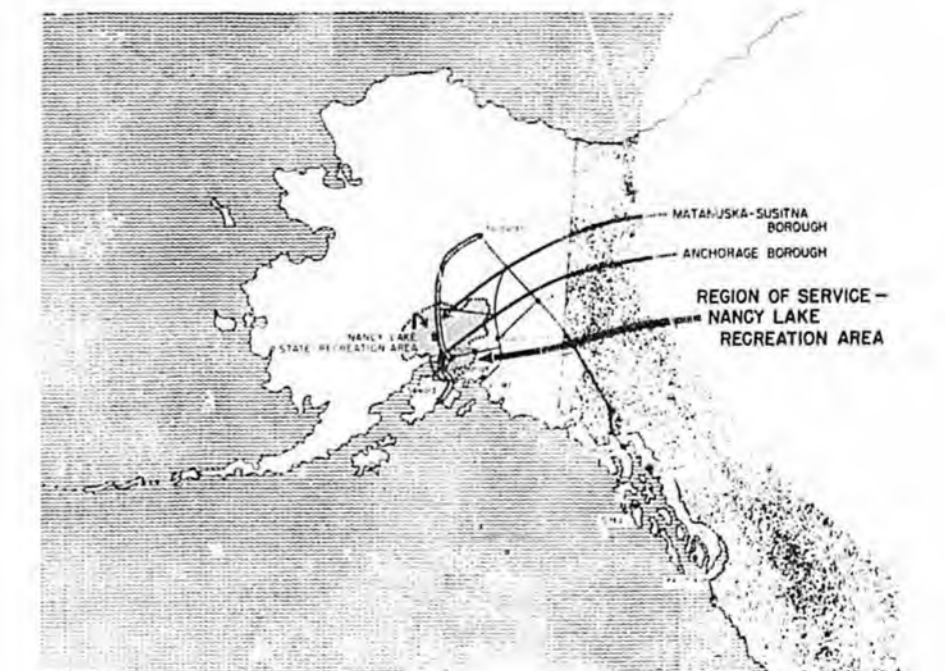 MATANUSKA-SUSITNA
BOROUGH
ANCHORAGE BOROUGH
REGION OF SERVICE –
NANCY LAKE
RECREATION AREA
NANCY LAKE
STATE RECREATION AREA